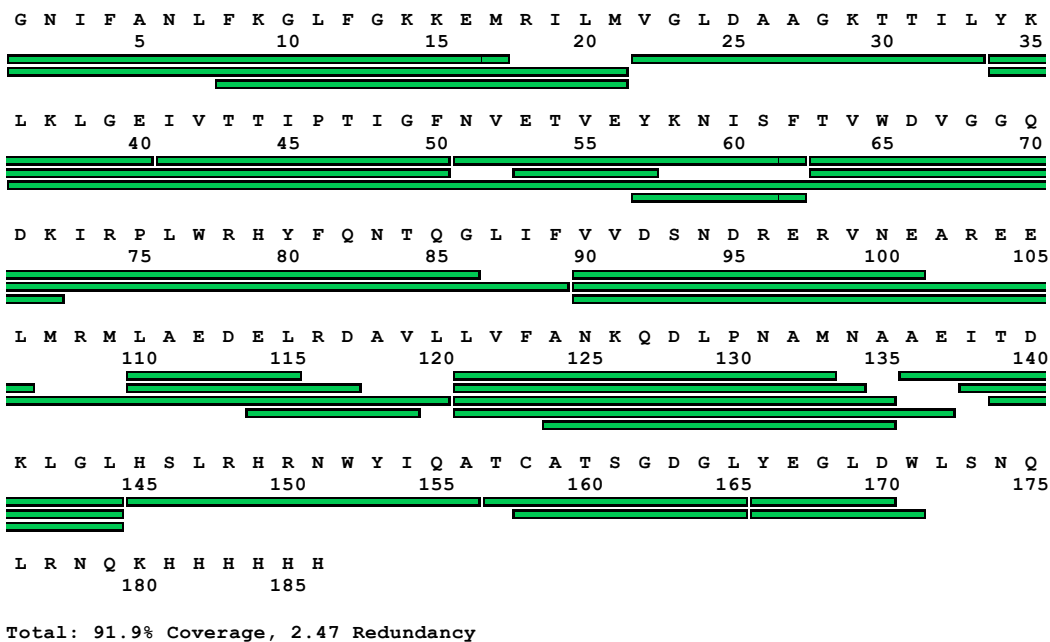 G N I F A N L F K G L F G K K E M R I L M V G L D A A G K T T I L Y K
5 10 15 20 25 30 35
L K L G E I V T T I P T I G F N V E T V E Y K N I S F T V W D V G G Q
40 45 50 55 60 65 70
D K I R P L W R H Y F Q N T Q G L I F V V D S N D R E R V N E A R E E
75 80 85 90 95 100 105
L M R M L A E D E L R D A V L L V F A N K Q D L P N A M N A A E I T D
110 115 120 125 130 135 140
K L G L H S L R H R N W Y I Q A T C A T S G D G L Y E G L D W L S N Q
145 150 155 160 165 170 175
L R N Q K H H H H H H
180 185
Total: 91.9% Coverage, 2.47 Redundancy